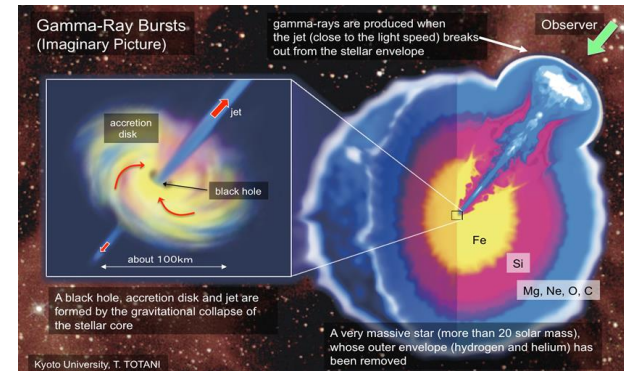 Gamma-Ray Bursts
(Imaginary Picture)
gamma-rays are produced when
the jet (close to the light speed) breaks
out from the stellar envelope
Observer
accretion
disk
jet
black hole
about 100km
Fe
Si
Mg, Ne, O, C
A black hole, accretion disk and jet are
formed by the gravitational collapse of
the stellar core
A very massive star (more than 20 solar mass),
whose outer envelope (hydrogen and helium) has
been removed
Kyoto University, T. TOTANI